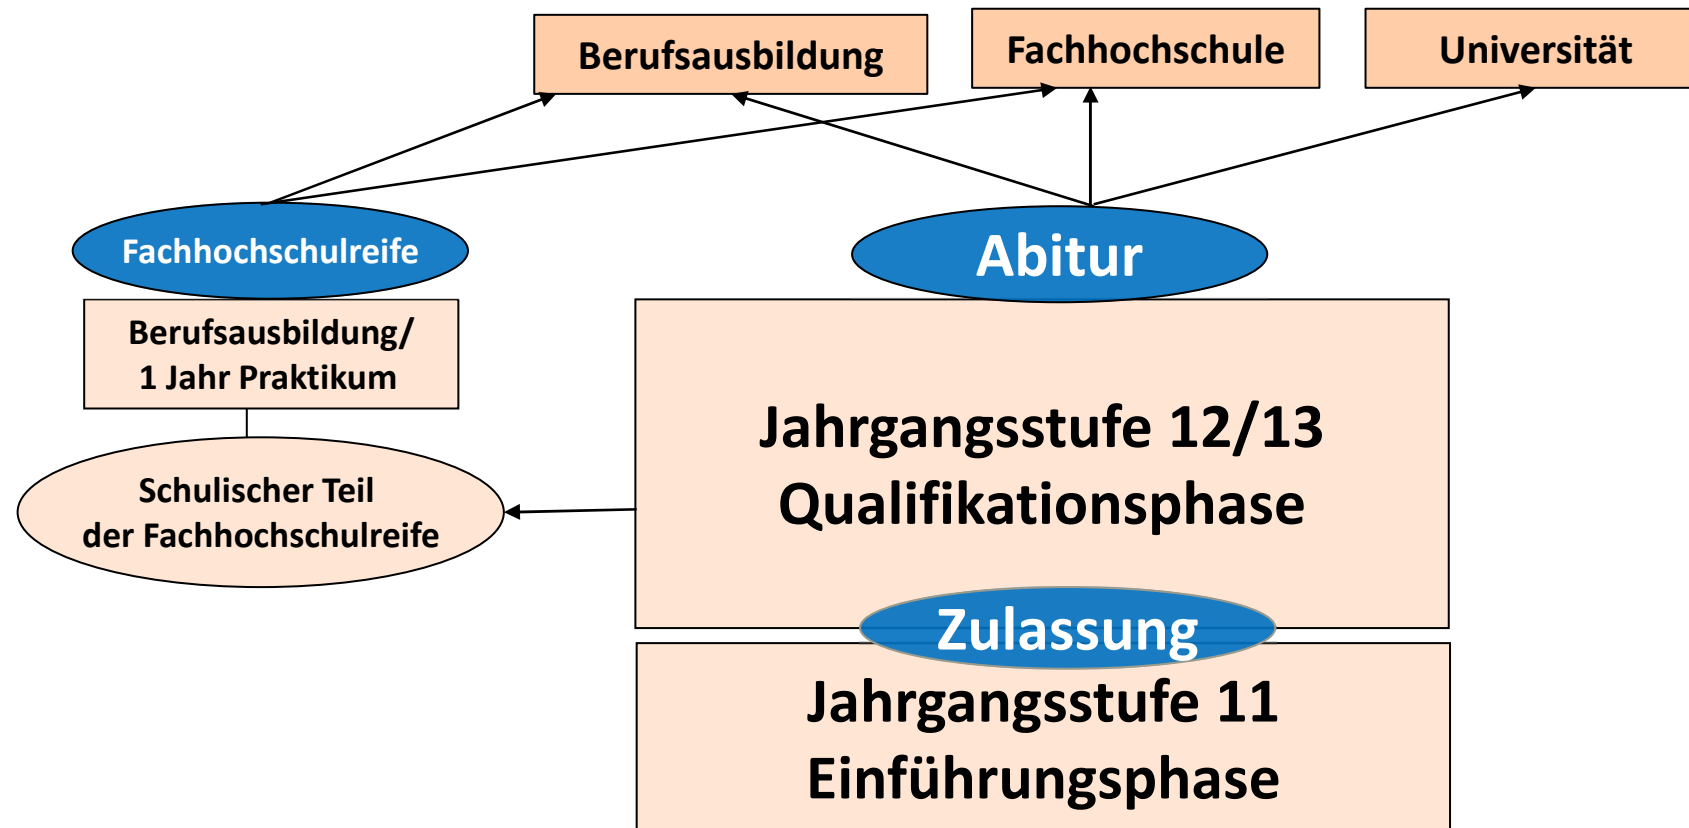 Berufsausbildung
Fachhochschule
Universität
Fachhochschulreife
Abitur
Berufsausbildung/
1 Jahr Praktikum
Schulischer Teil
der Fachhochschulreife
Jahrgangsstufe 12/13
Qualifikationsphase
Zulassung
Jahrgangsstufe 11
Einführungsphase